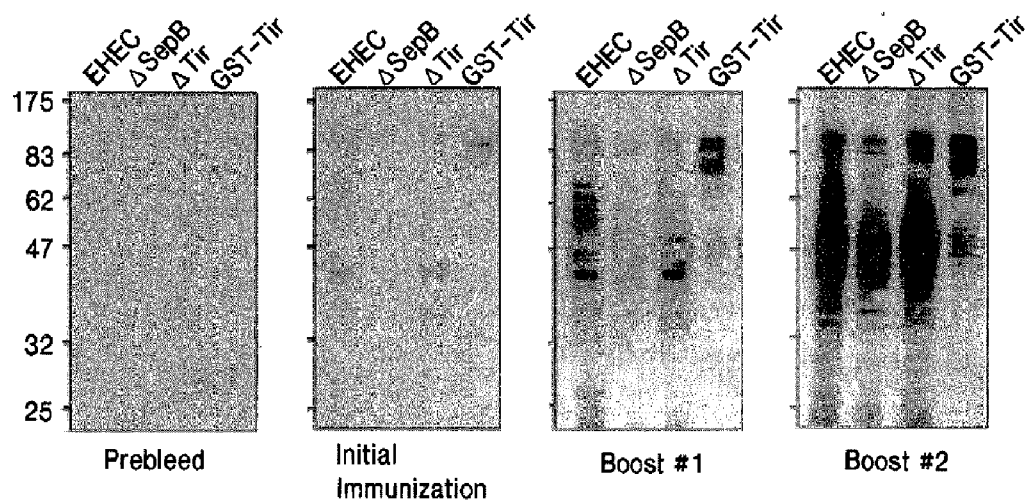 EHEC ΔSepB ΔTir GST-Tir
EHEC ΔSepB ΔTir GST-Tir
EHEC ΔSepB ΔTir GST-Tir
EHEC ΔSepB ΔTir GST-Tir
175
83
62
47
32
25
Prebleed
Initial
Immunization
Boost #1
Boost #2